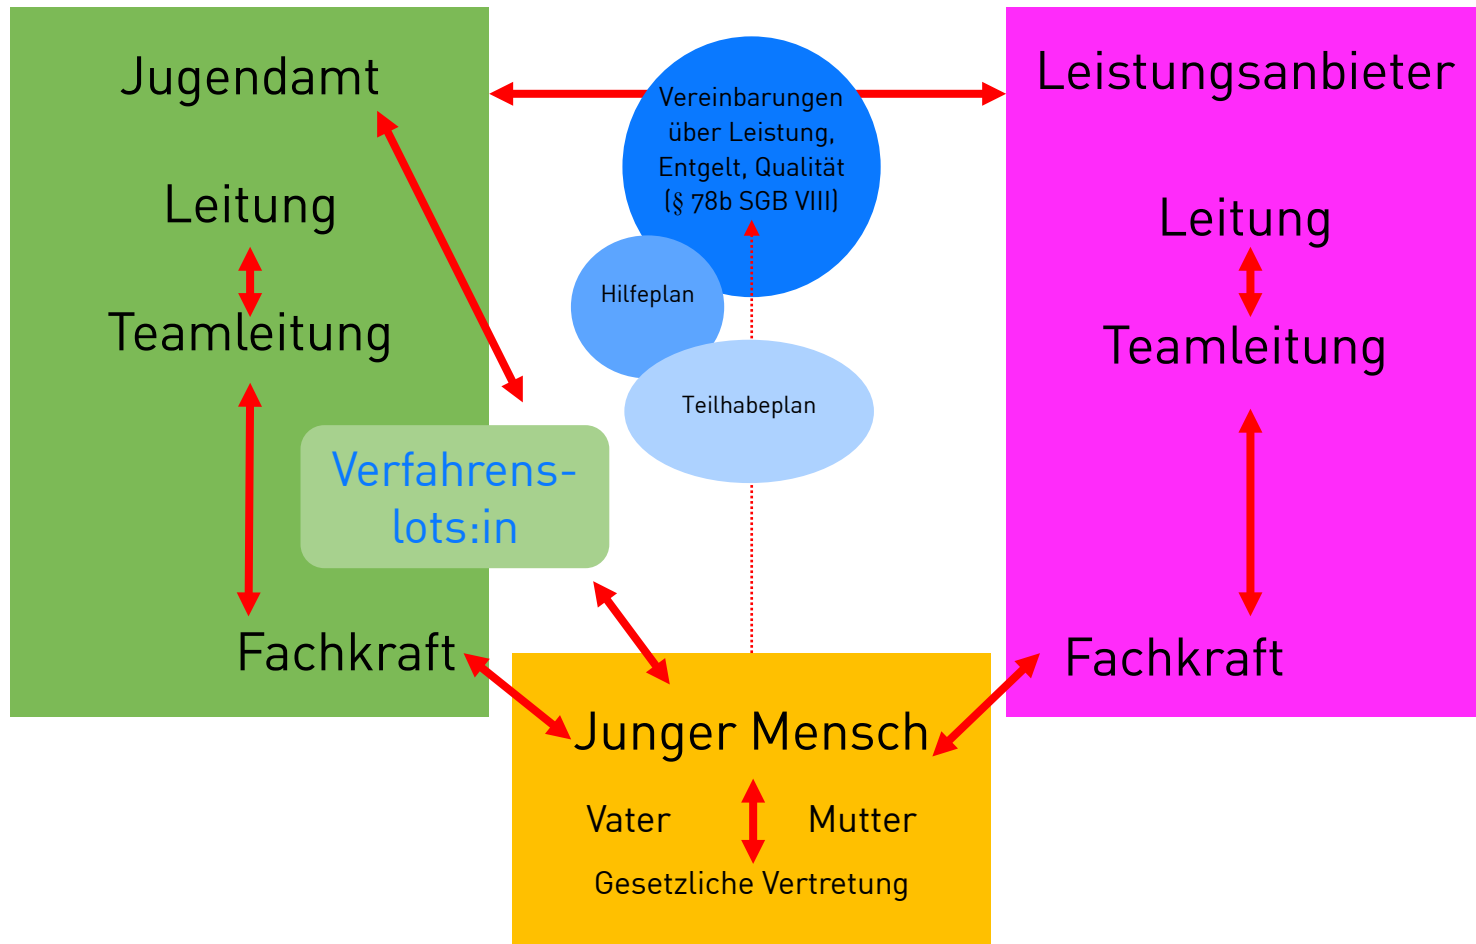 Jugendamt
Leitung
Teamleitung
Verfahrens-
lots:in
Fachkraft
Vereinbarungen
über Leistung,
Entgelt, Qualität
(§ 78b SGB VIII)
Hilfeplan
Teilhabeplan
Leistungsanbieter
Leitung
Teamleitung
Fachkraft
Junger Mensch
Vater Mutter
Gesetzliche Vertretung